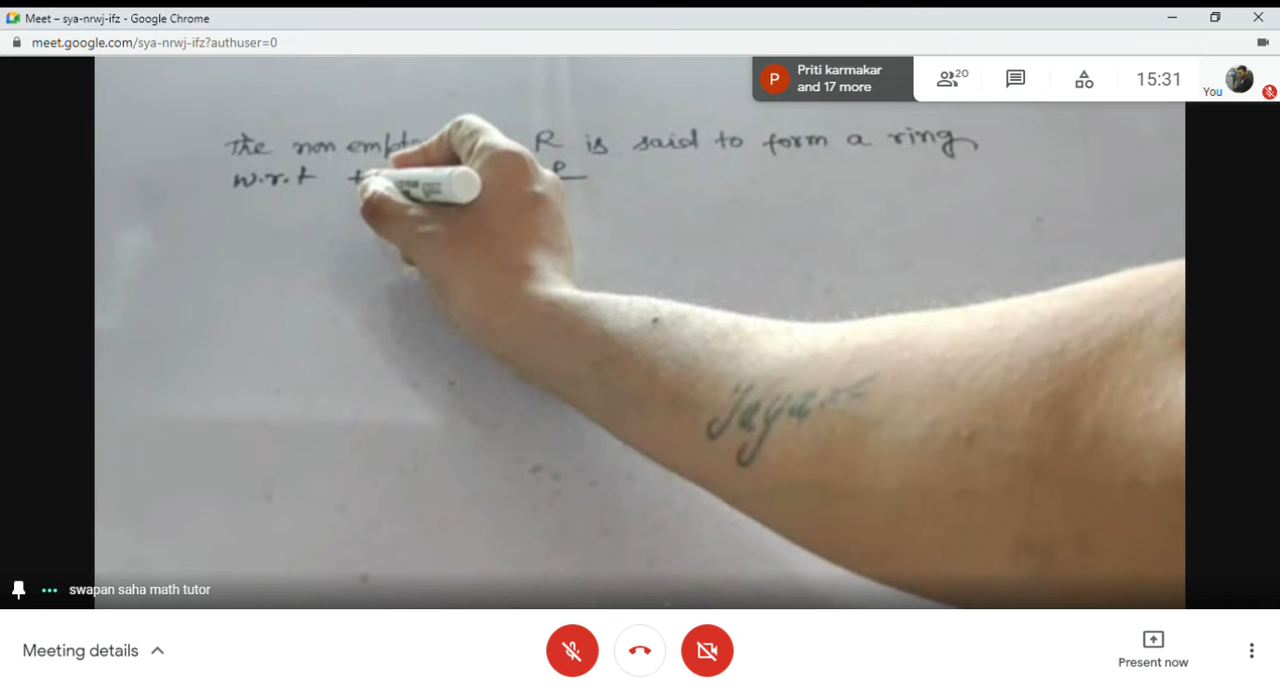 Meet – sya-nrwj-ifz - Google Chrome
meet.google.com/sya-nrwj-ifz?authuser=0
P
Priti karmakar
and 17 more
20
15:31
You
The non R is said to form a ring
w.r.t
swapan saha math tutor
Meeting details
Present now